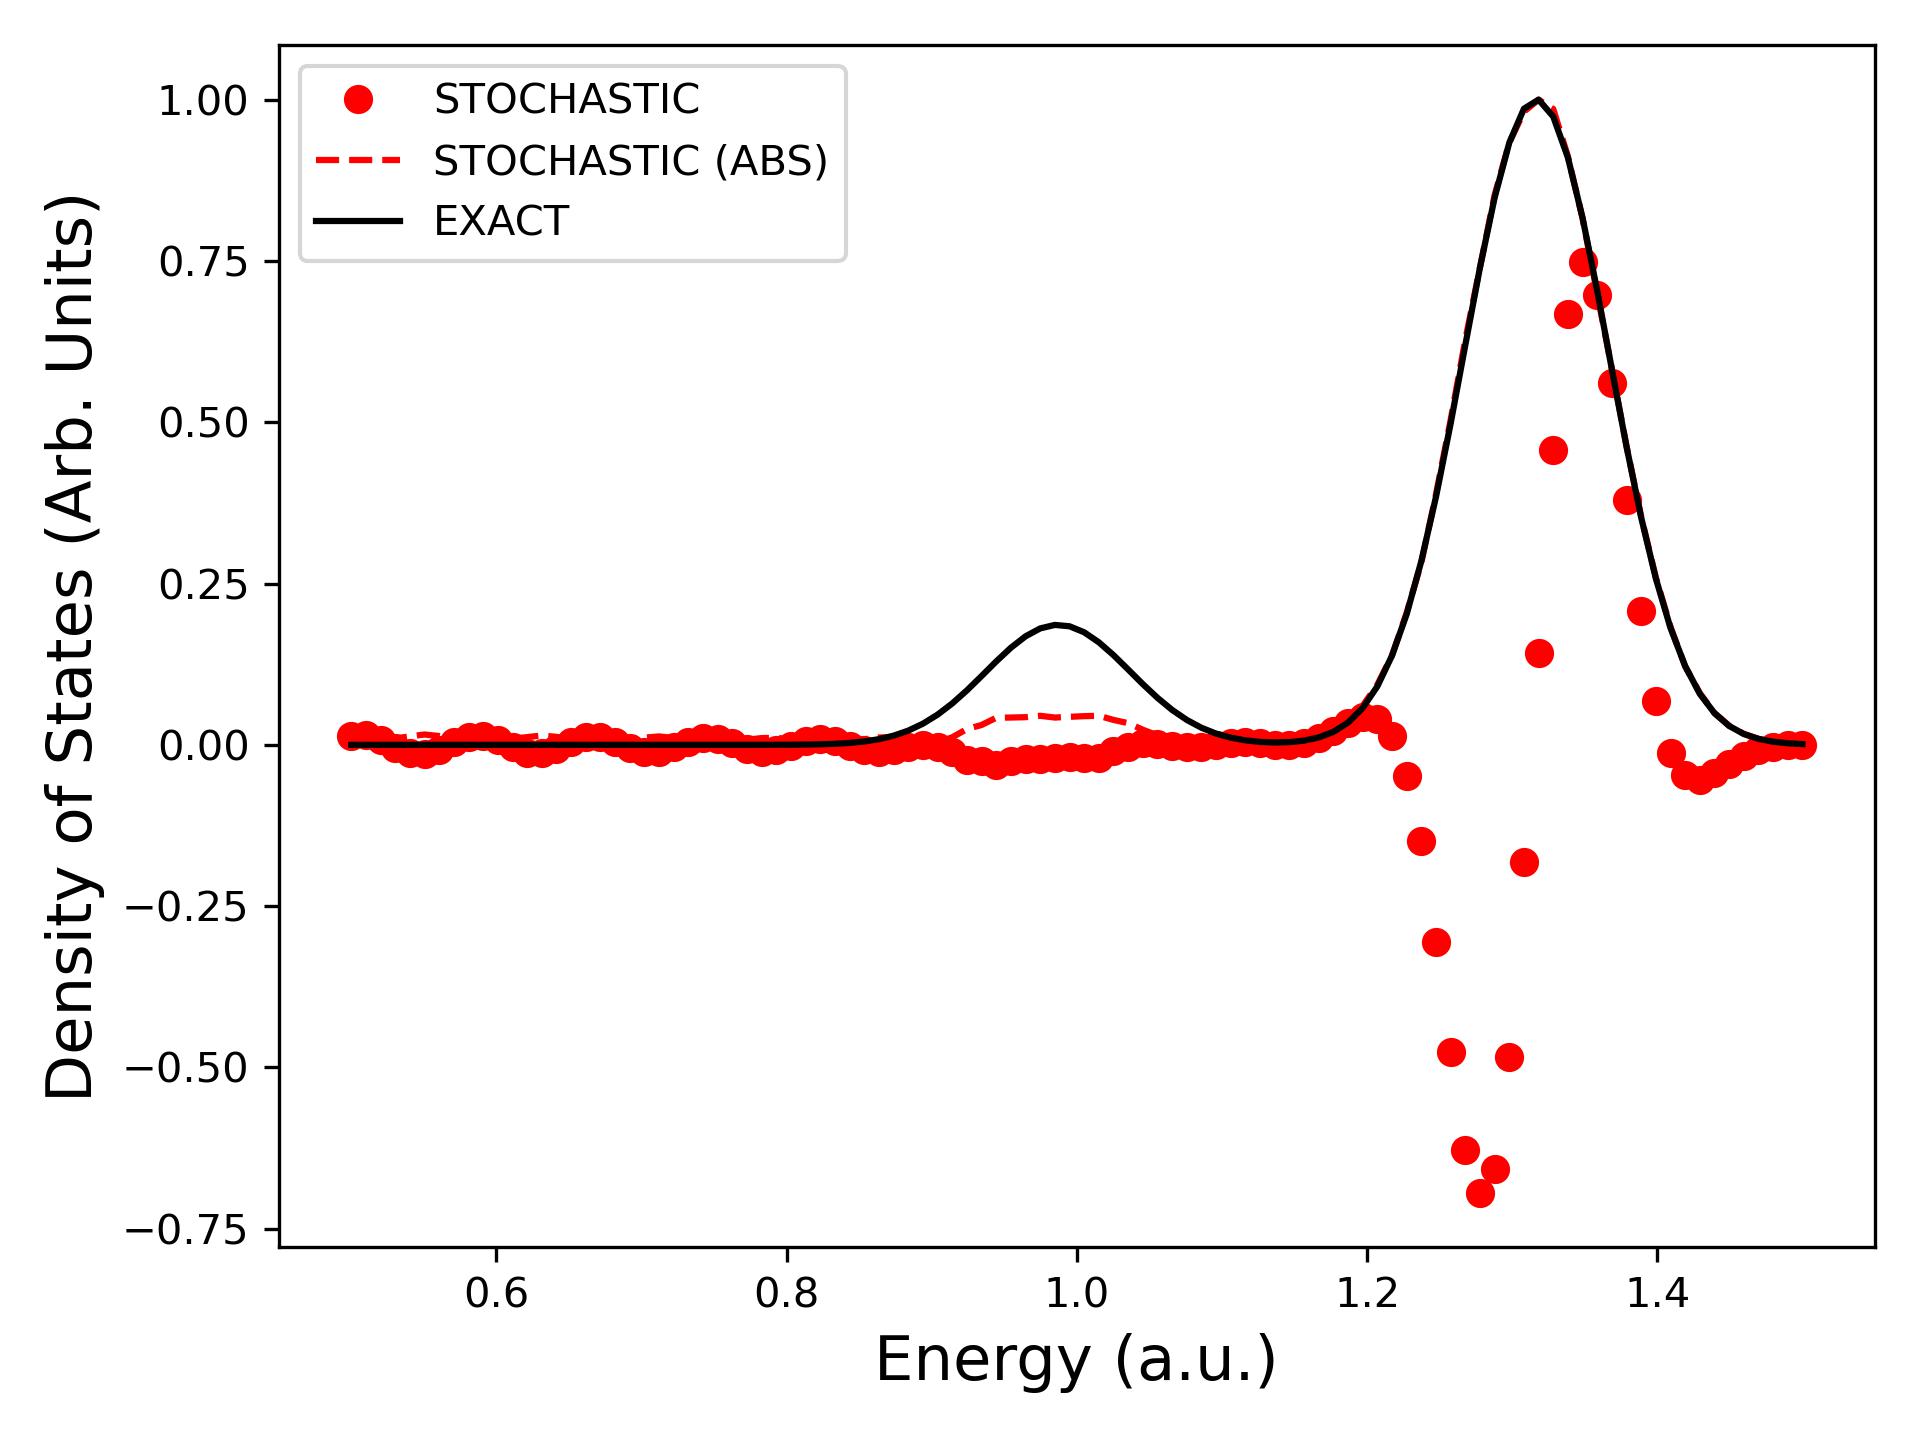 STOCHASTIC
STOCHASTIC (ABS)
EXACT
Density of States (Arb. Units)
1.00
0.75
0.50
0.25
0.00
−0.25
−0.50
−0.75
0.6 0.8 1.0 1.2 1.4
Energy (a.u.)